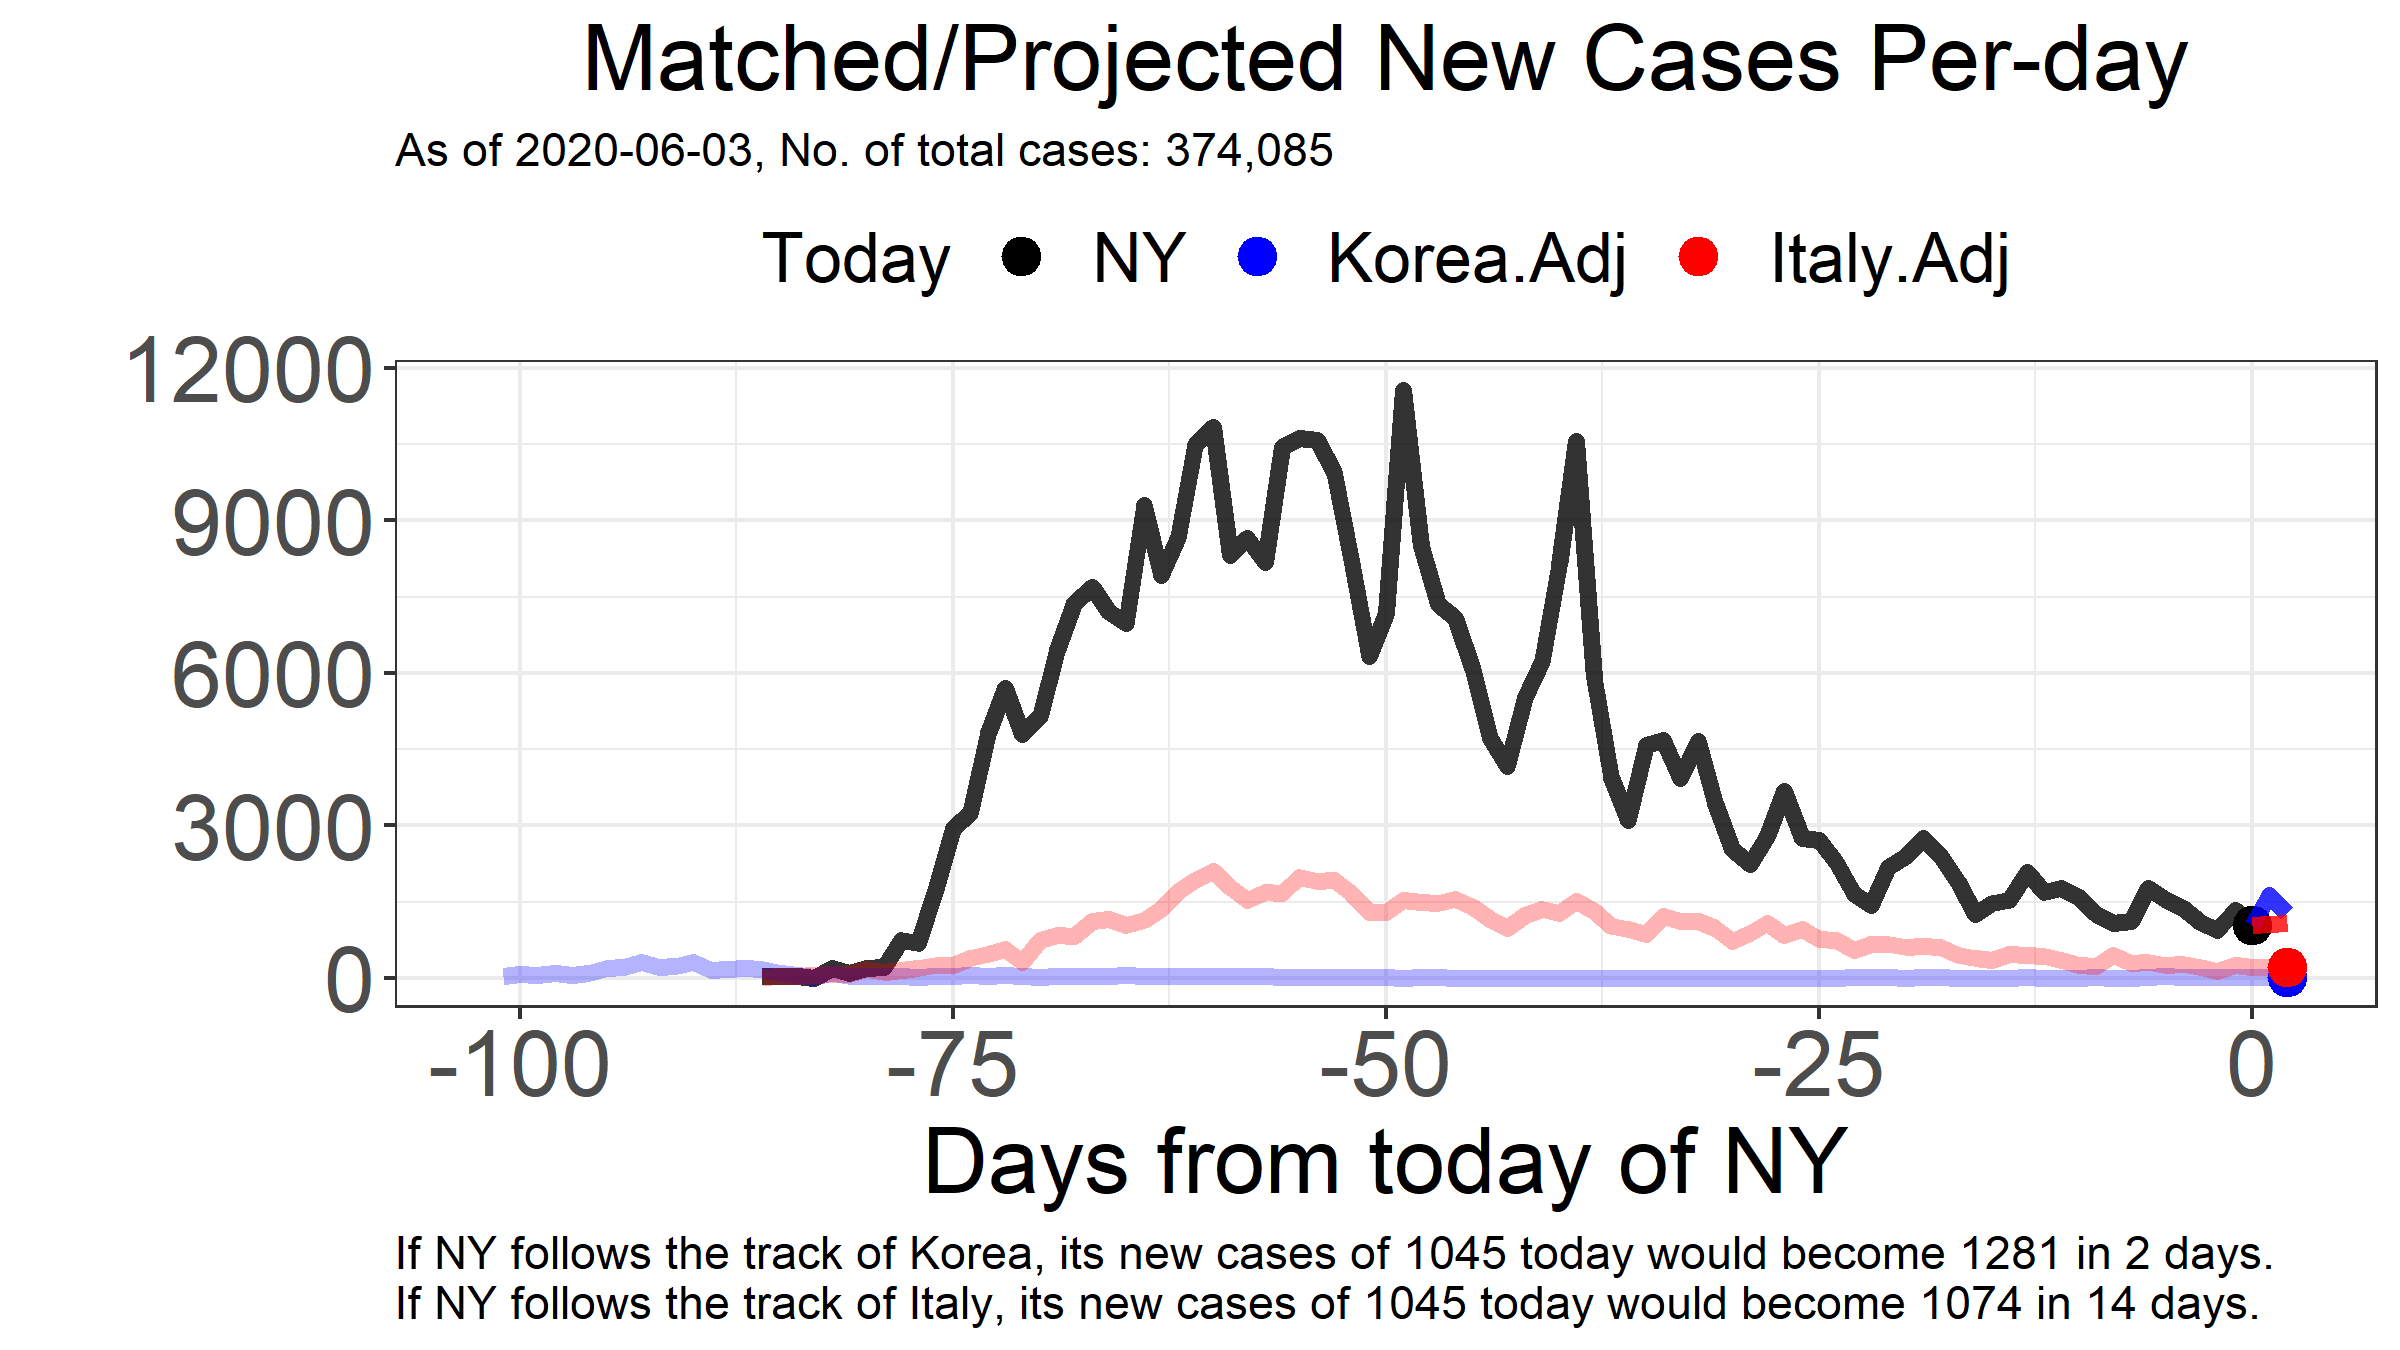 Matched/Projected New Cases Per-day
As of 2020-06-03, No. of total cases: 374,085
Today NY Korea.Adj Italy.Adj
12000
9000
6000
3000
0
-100 -75 -50 -25 0
Days from today of NY
If NY follows the track of Korea, its new cases of 1045 today would become 1281 in 2 days.
If NY follows the track of Italy, its new cases of 1045 today would become 1074 in 14 days.